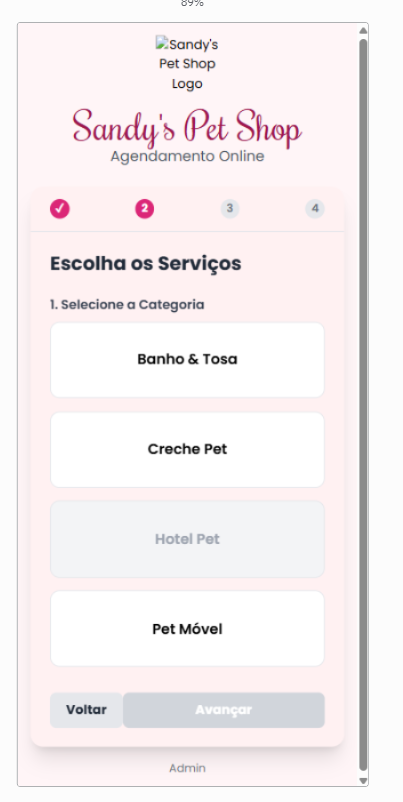 89%
Sandy's
Pet Shop
Logo
Sandy's Pet Shop
Agendamento Online
✓ 2 3 4
Escolha os Serviços
1. Selecione a Categoria
Banho & Tosa
Creche Pet
Hotel Pet
Pet Móvel
Voltar Avançar
Admin